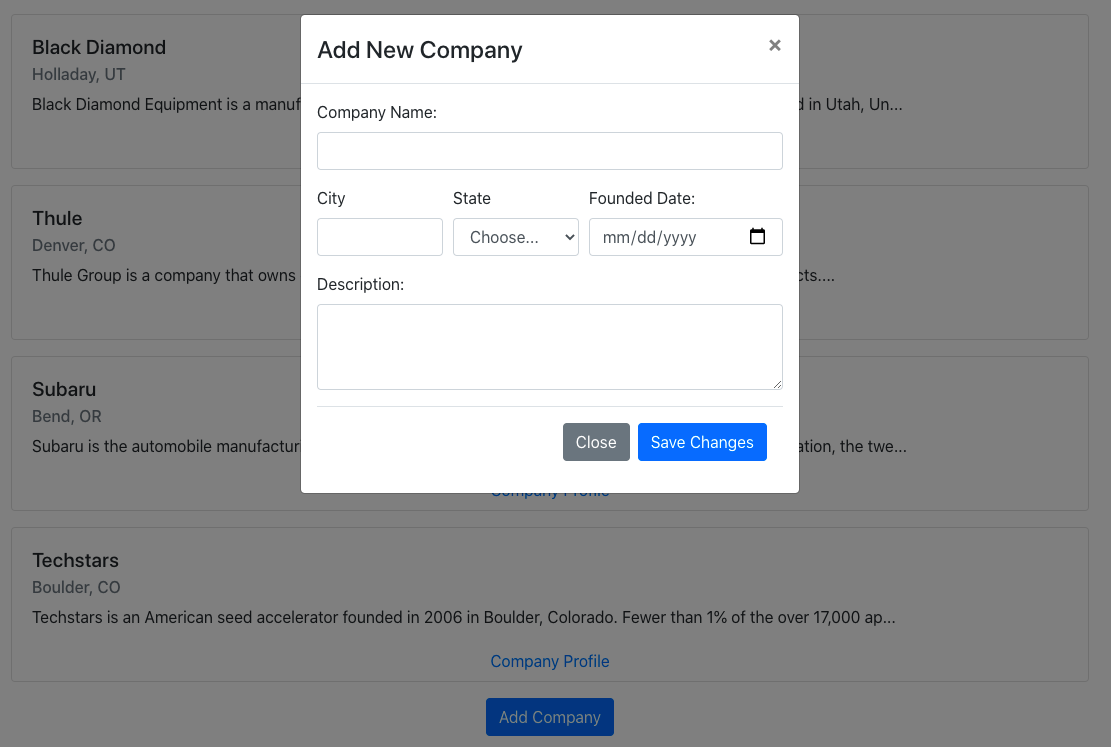 Add New Company ×
Company Name:
City State Founded Date:
Choose... mm/dd/yyyy
Description:
Close Save Changes
Black Diamond
Holladay, UT
Black Diamond Equipment is a manuf d in Utah, Un...
Thule
Denver, CO
Thule Group is a company that owns cts....
Subaru
Bend, OR
Subaru is the automobile manufactur ation, the twe...
Company Profile
Techstars
Boulder, CO
Techstars is an American seed accelerator founded in 2006 in Boulder, Colorado. Fewer than 1% of the over 17,000 ap...
Company Profile
Add Company